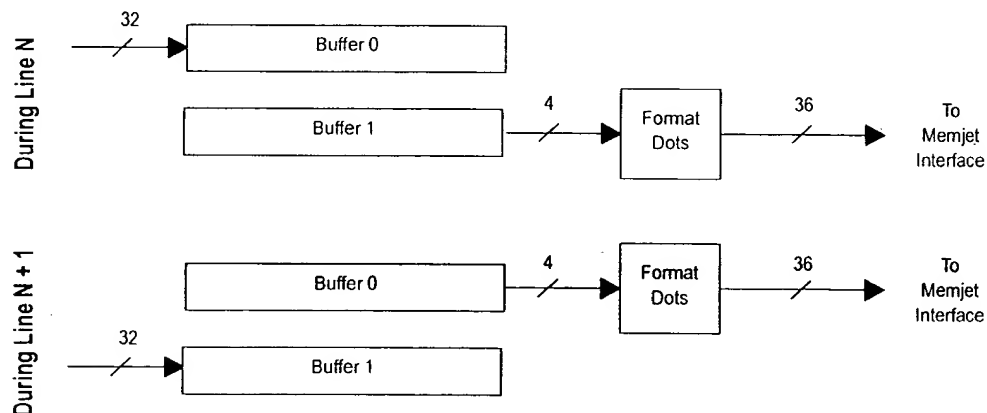 During Line N
32
Buffer 0
Buffer 1
4
Format
Dots
36
To
Memjet
Interface
During Line N + 1
Buffer 0
4
Format
Dots
36
To
Memjet
Interface
32
Buffer 1